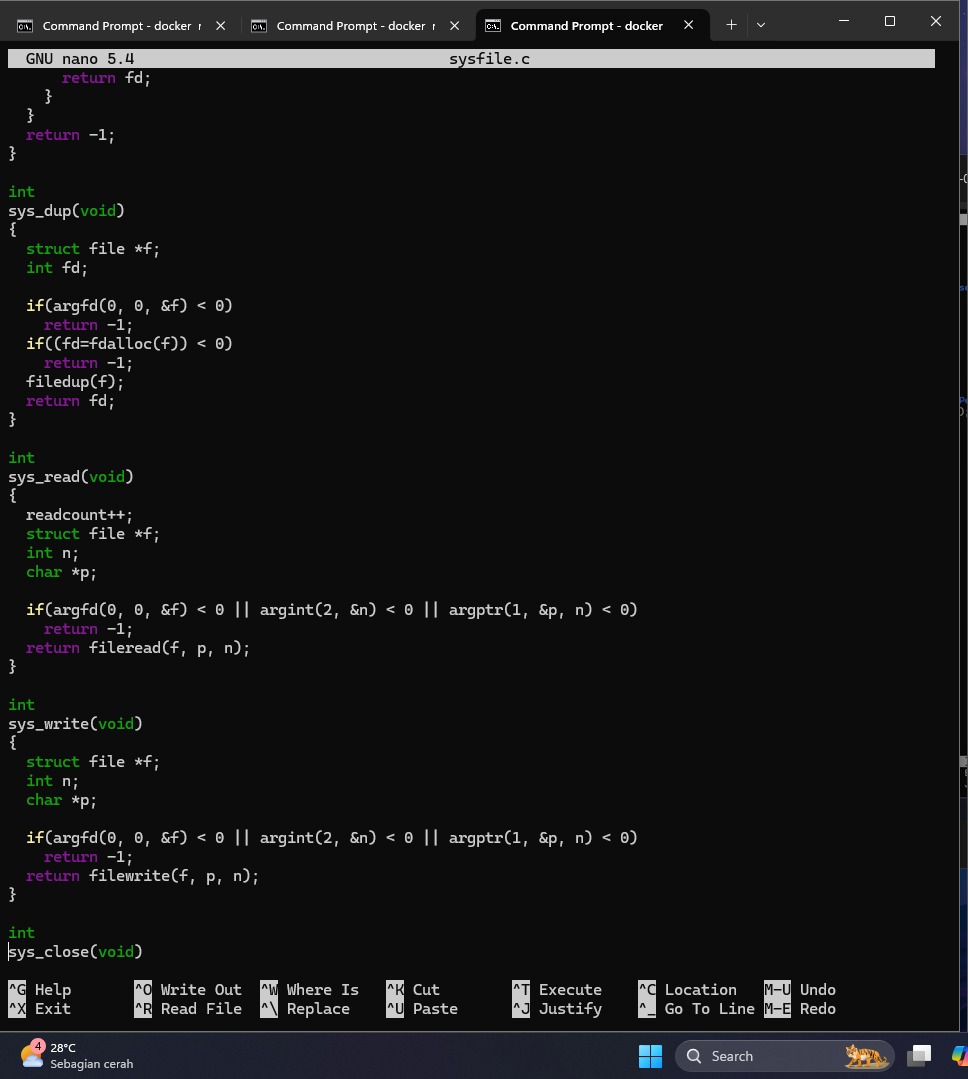 Command Prompt - docker r
Command Prompt - docker r
Command Prompt - docker
GNU nano 5.4 sysfile.c
return fd;
}
}
return -1;
}
int
sys_dup(void)
{
struct file *f;
int fd;
if(argfd(0, 0, &f) < 0)
return -1;
if((fd=fdalloc(f)) < 0)
return -1;
filedup(f);
return fd;
}
int
sys_read(void)
{
readcount++;
struct file *f;
int n;
char *p;
if(argfd(0, 0, &f) < 0 || argint(2, &n) < 0 || argptr(1, &p, n) < 0)
return -1;
return fileread(f, p, n);
}
int
sys_write(void)
{
struct file *f;
int n;
char *p;
if(argfd(0, 0, &f) < 0 || argint(2, &n) < 0 || argptr(1, &p, n) < 0)
return -1;
return filewrite(f, p, n);
}
int
sys_close(void)
^G Help ^O Write Out ^W Where Is ^K Cut ^T Execute ^C Location M-U Undo
^X Exit ^R Read File ^\ Replace ^U Paste ^J Justify ^_ Go To Line M-E Redo
4
28°C
Sebagian cerah
Search